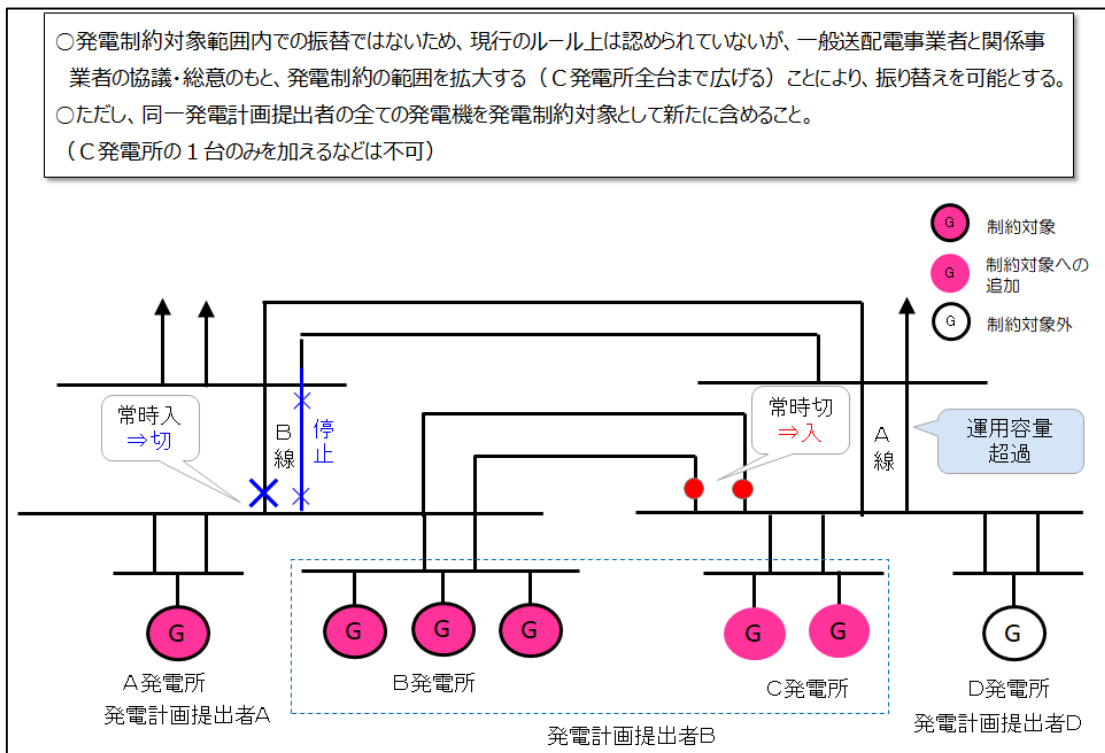 ○発電制約対象範囲内での振替ではないため、現行のルール上は認められていないが、一般送配電事業者と関係事
業者の協議・総意のもと、発電制約の範囲を拡大する（C発電所全台まで広げる）ことにより、振り替えを可能とする。
○ただし、同一発電計画提出者の全ての発電機を発電制約対象として新たに含めること。
（C発電所の１台のみを加えるなどは不可）
G 制約対象
G 制約対象への
追加
G 制約対象外
常時入
⇒切
B線
停止
常時切
⇒入
A線
運用容量
超過
G
G
G
G
G
G
G
A発電所
B発電所
C発電所
D発電所
発電計画提出者A
発電計画提出者B
発電計画提出者D